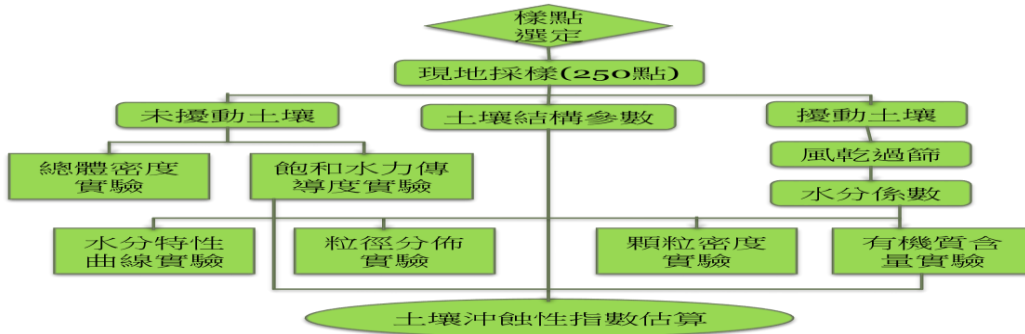 樣點
選定
現地採樣(250點)
未擾動土壤
土壤結構參數
擾動土壤
總體密度
實驗
飽和水力傳
導度實驗
風乾過篩
水分係數
水分特性
曲線實驗
粒徑分佈
實驗
顆粒密度
實驗
有機質含
量實驗
土壤沖蝕性指數估算